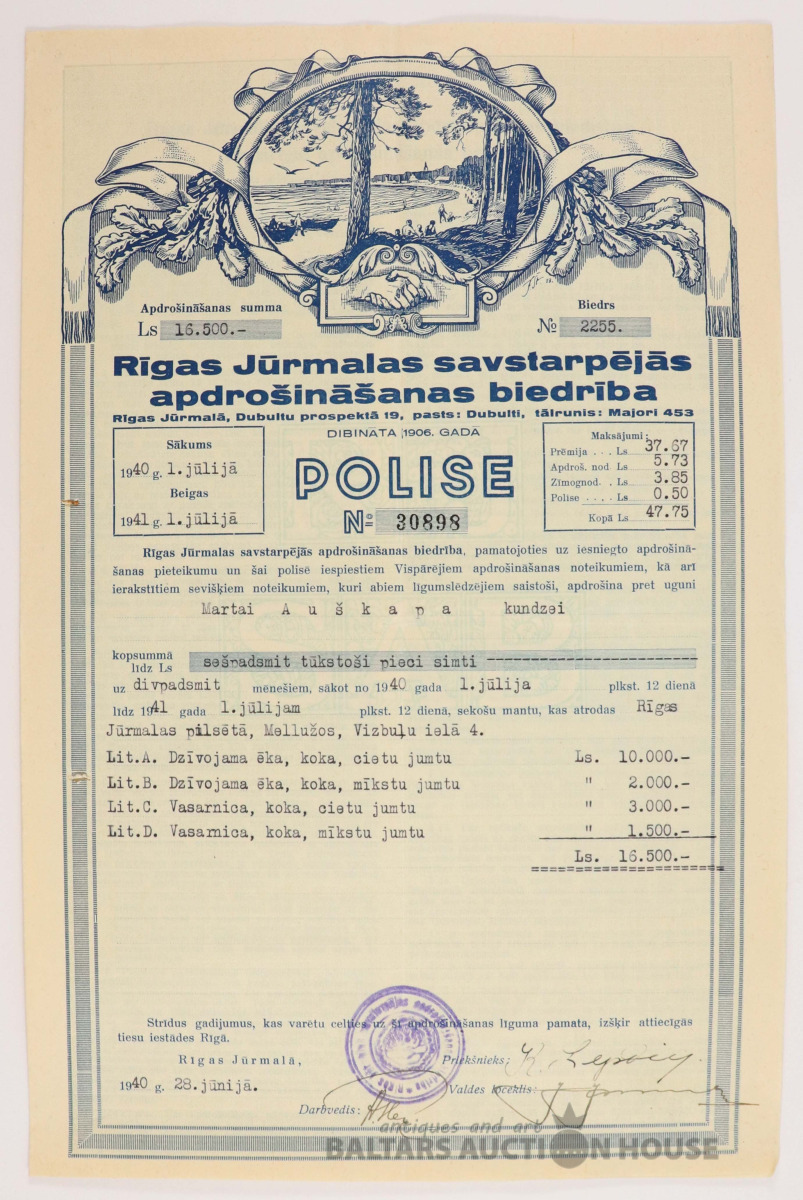 Apdrošināšanas summa
Ls 16.500.-
Biedrs
№ 2255.
Rīgas Jūrmalas savstarpējās
apdrošināšanas biedrība
Rīgas Jūrmalā, Dubultu prospektā 19, pasts: Dubulti, tālrunis: Majori 453
DIBINĀTA 1906. GADĀ
Sākums
1940 g. 1.jūlijā
Beigas
1941 g. 1.jūlijā
POLISE
№ 30898
Maksājumi:
Prēmija . . . Ls 37.67
Apdroš. nod. Ls 5.73
Zīmognod. . Ls 3.85
Polise . . . . Ls 0.50
Kopā Ls 47.75
Rīgas Jūrmalas savstarpējās apdrošināšanas biedrība, pamatojoties uz iesniegto apdrošinā-
šanas pieteikumu un šai polisē iespiestiem Vispārējiem apdrošināšanas noteikumiem, kā arī
ierakstītiem sevišķiem noteikumiem, kuri abiem līgumslēdzējiem saistoši, apdrošina pret uguni
Martai Auškapa kundzei
kopsummā
līdz Ls sešpadsmit tūkstoši pieci simti --------------------
uz divpadsmit mēnešiem, sākot no 1940 gada 1.jūlija plkst. 12 dienā
līdz 1941 gada 1.jūlijam plkst. 12 dienā, sekošu mantu, kas atrodas Rīgas
Jūrmalas pilsētā, Mellužos, Vizbuļu ielā 4.
Lit.A. Dzīvojama ēka, koka, cietu jumtu Ls. 10.000.-
Lit.B. Dzīvojama ēka, koka, mīkstu jumtu " 2.000.-
Lit.C. Vasarnica, koka, cietu jumtu " 3.000.-
Lit.D. Vasarnica, koka, mīkstu jumtu " 1.500.-
Ls. 16.500.-
Strīdus gadijumus, kas varētu celties uz šī apdrošināšanas līguma pamata, izšķir attiecīgās
tiesu iestādes Rīgā.
Rīgas Jūrmalā,
Priekšnieks:
1940 g. 28.jūnijā.
Valdes loceklis:
Darbvedis:
antiques and art
BALTARS AUCTION HOUSE